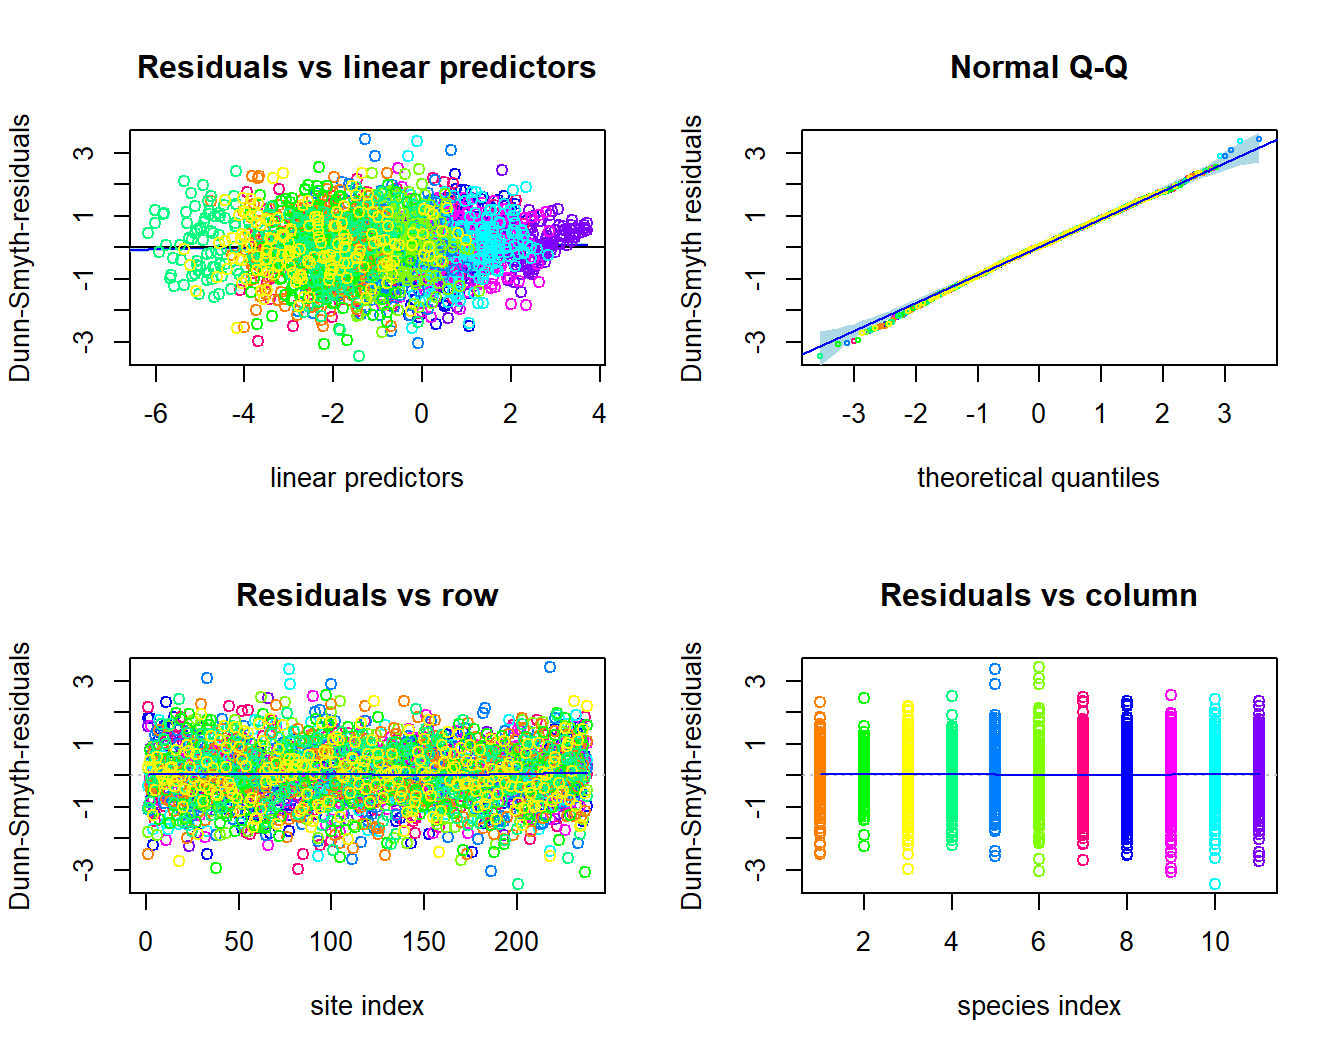 Residuals vs linear predictors
Dunn-Smyth-residuals
3
1
-1
-3
-6 -4 -2 0 2 4
linear predictors
Normal Q-Q
Dunn-Smyth residuals
3
1
-1
-3
-3 -2 -1 0 1 2 3
theoretical quantiles
Residuals vs row
Dunn-Smyth-residuals
3
1
-1
-3
0 50 100 150 200
site index
Residuals vs column
Dunn-Smyth-residuals
3
1
-1
-3
2 4 6 8 10
species index